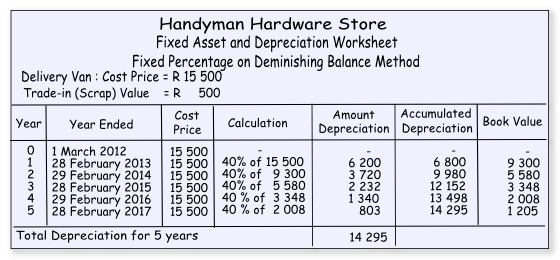 Handyman Hardware Store
Fixed Asset and Depreciation Worksheet
Fixed Percentage on Deminishing Balance Method
Delivery Van : Cost Price = R 15 500
Trade-in (Scrap) Value = R 500
Year Year Ended Cost Price Calculation Amount Depreciation Accumulated Depreciation Book Value
0 1 March 2012 15 500 - - - -
1 28 February 2013 15 500 40% of 15 500 6 200 6 800 9 300
2 29 February 2014 15 500 40% of 9 300 3 720 9 980 5 580
3 28 February 2015 15 500 40% of 5 580 2 232 12 152 3 348
4 29 February 2016 15 500 40 % of 3 348 1 340 13 498 2 008
5 28 February 2017 15 500 40 % of 2 008 803 14 295 1 205
Total Depreciation for 5 years 14 295